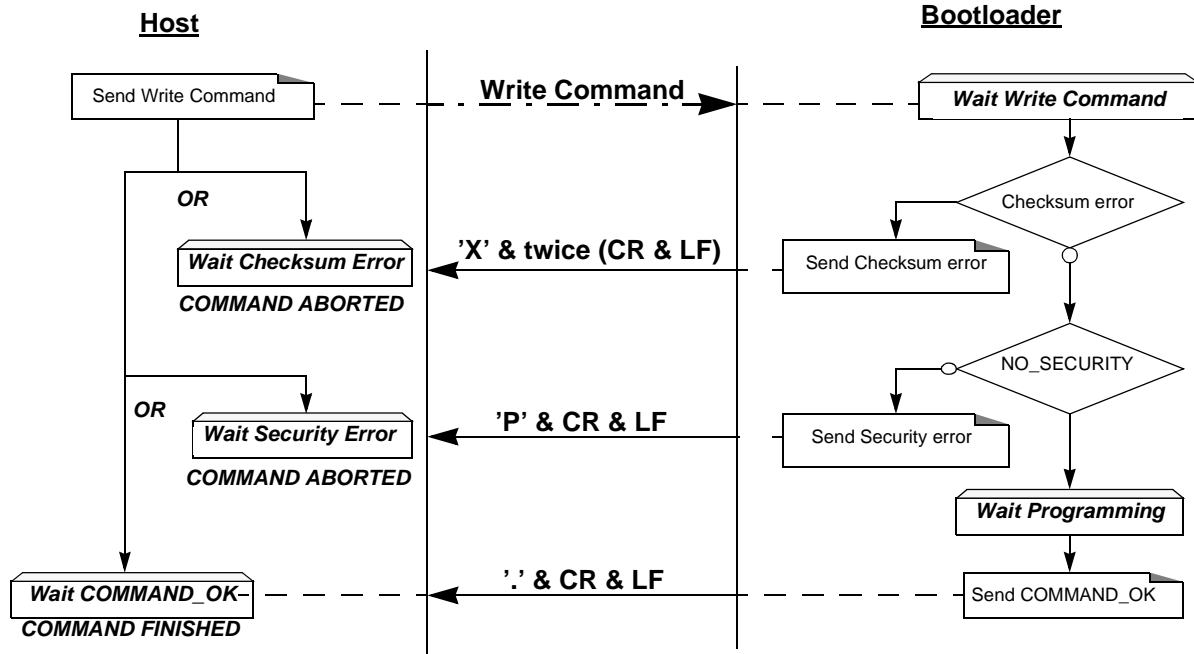 Host
Bootloader
Send Write Command
Write Command
Wait Write Command
OR
Checksum error
Wait Checksum Error
'X' & twice (CR & LF)
Send Checksum error
COMMAND ABORTED
NO_SECURITY
OR
Wait Security Error
'P' & CR & LF
Send Security error
COMMAND ABORTED
Wait Programming
Wait COMMAND_OK
'.' & CR & LF
Send COMMAND_OK
COMMAND FINISHED